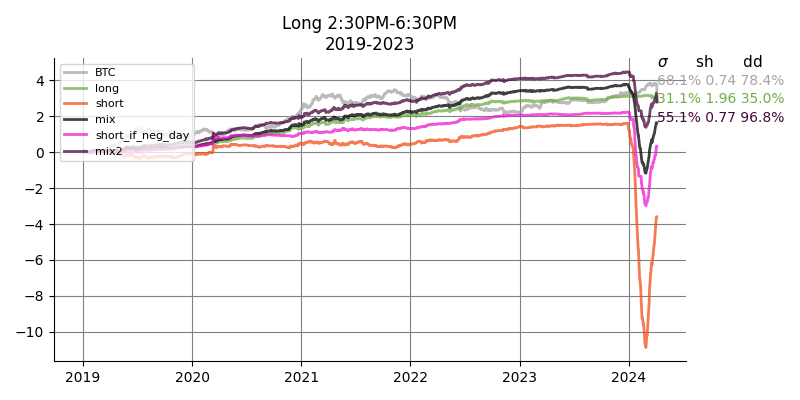 Long 2:30PM-6:30PM
2019-2023
σ sh dd
68.1% 0.74 78.4%
31.1% 1.96 35.0%
55.1% 0.77 96.8%
BTC
long
short
mix
short_if_neg_day
mix2
4
2
0
−2
−4
−6
−8
−10
2019 2020 2021 2022 2023 2024